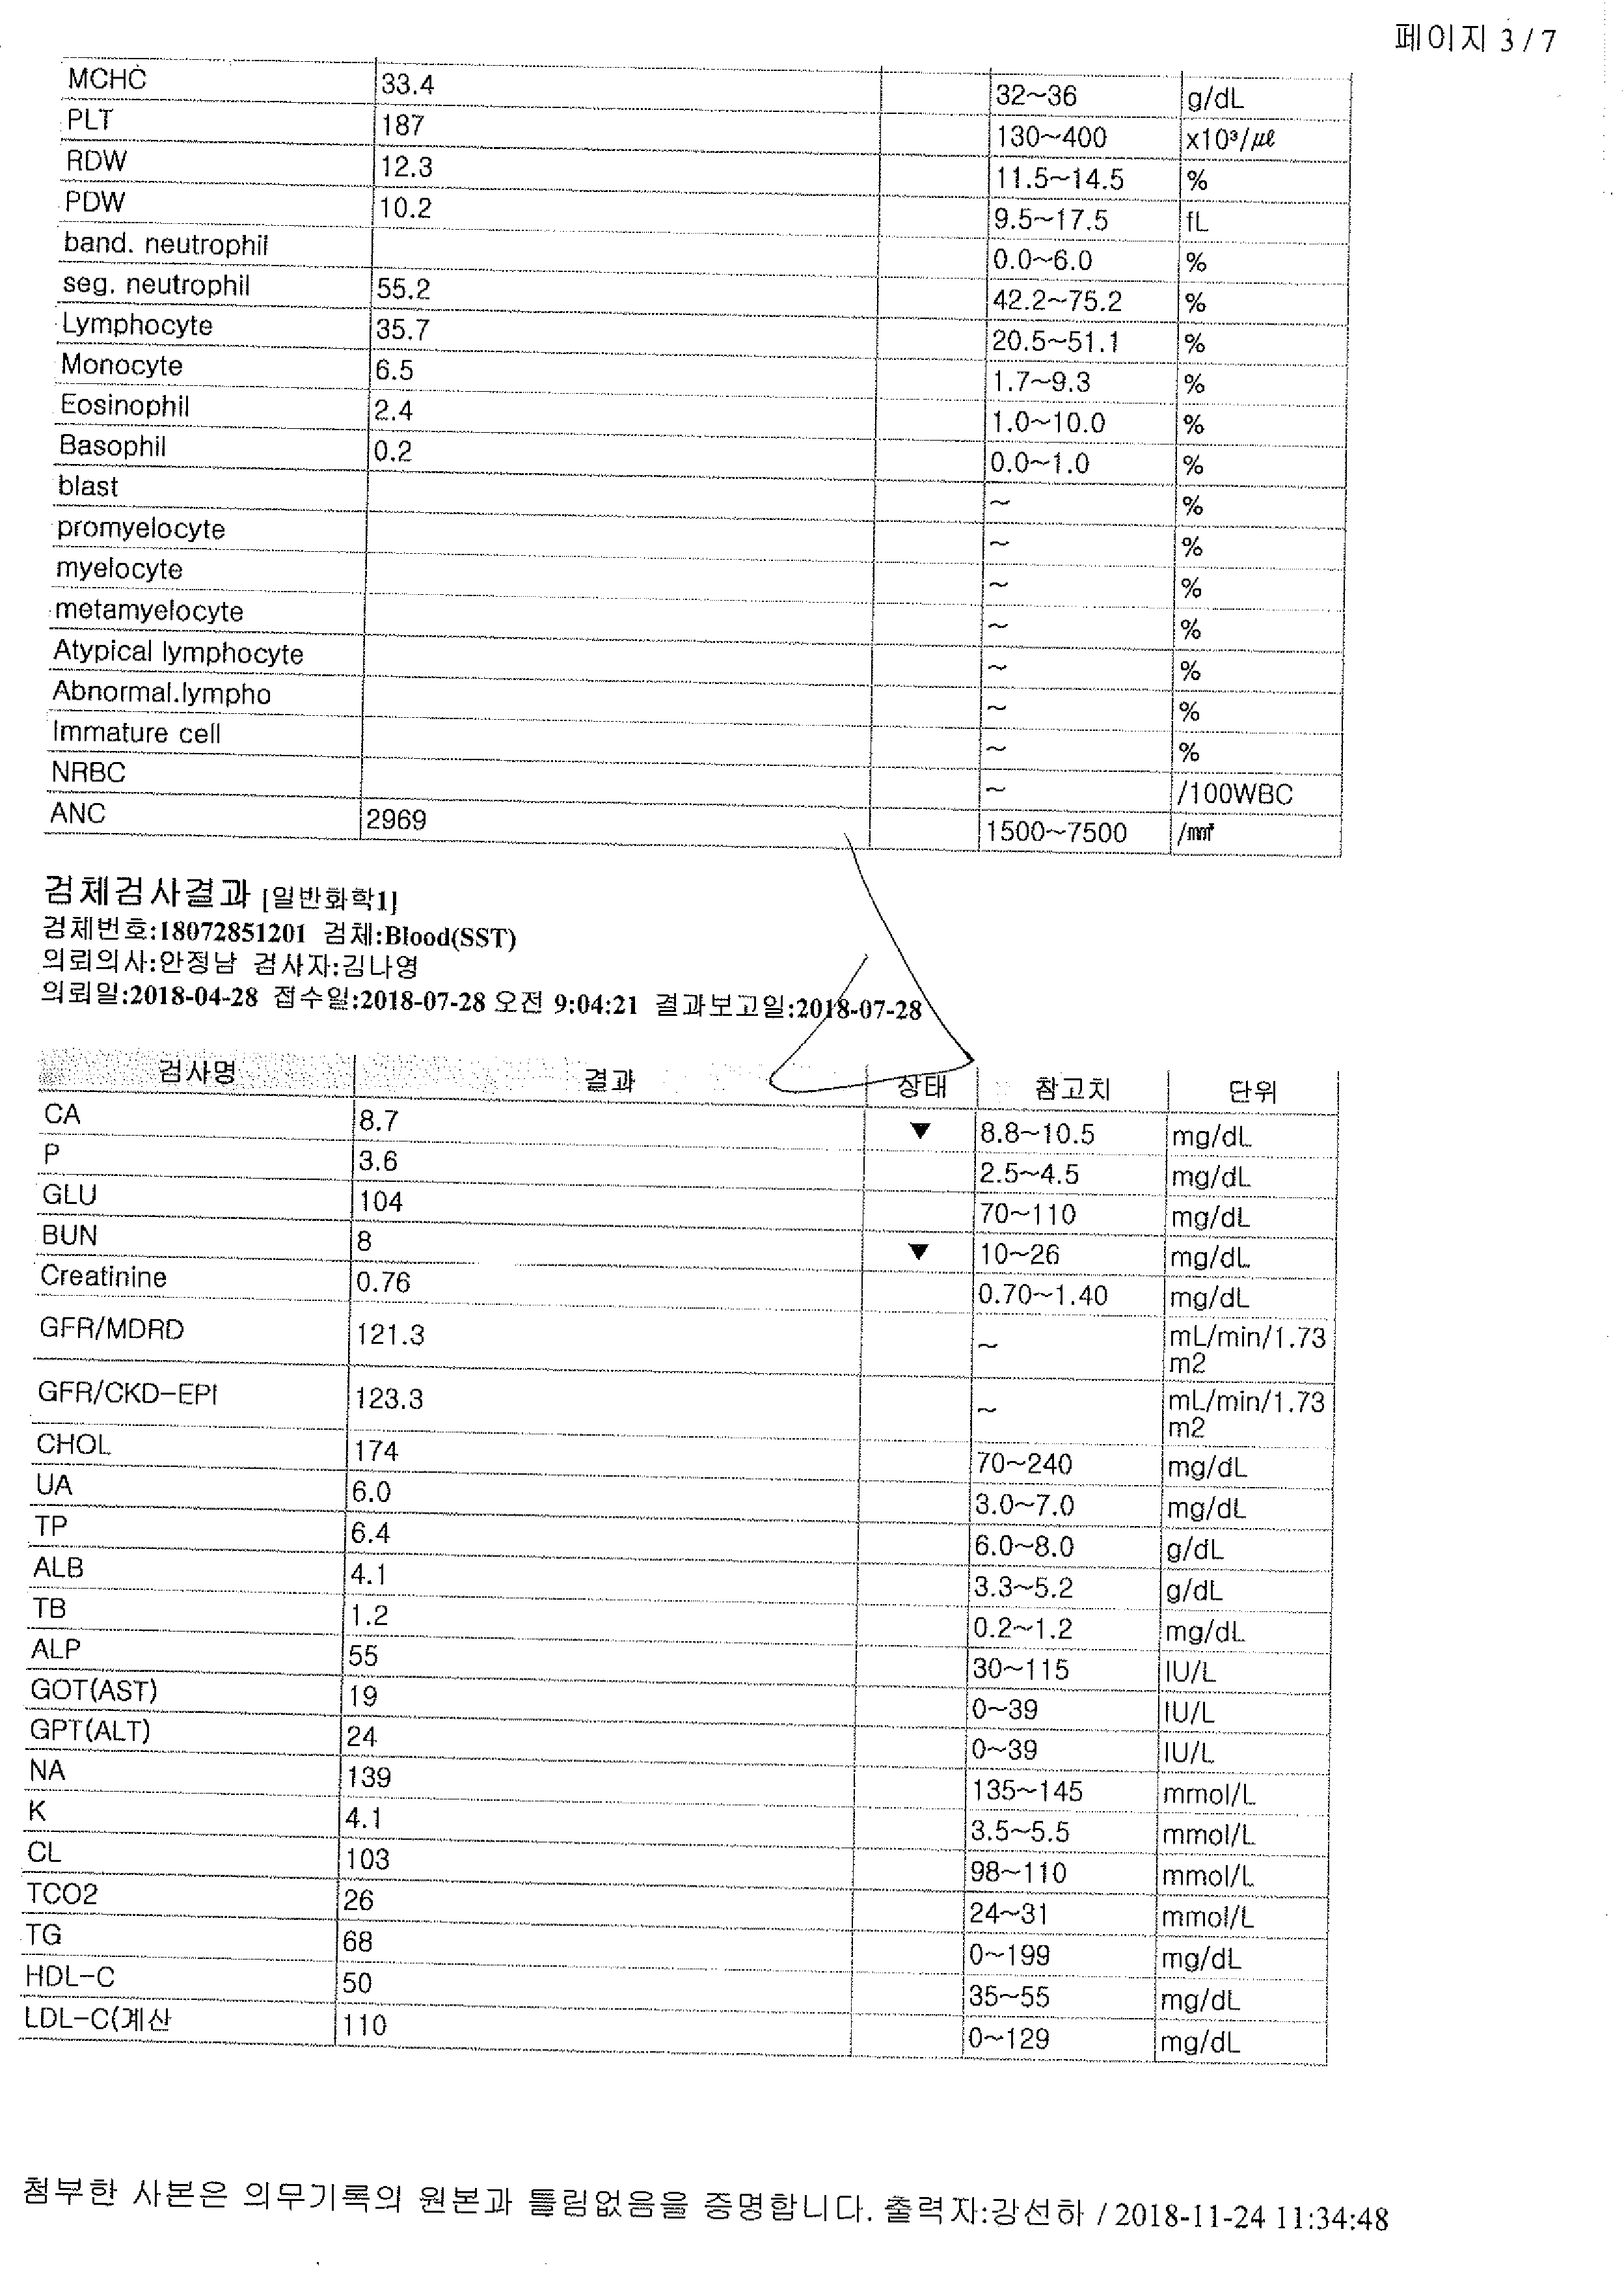 페이지 3 / 7
MCHC 33.4 32~36 g/dL
PLT 187 130~400 x10³/㎕
RDW 12.3 11.5~14.5 %
PDW 10.2 9.5~17.5 fL
band. neutrophil 0.0~6.0 %
seg. neutrophil 55.2 42.2~75.2 %
Lymphocyte 35.7 20.5~51.1 %
Monocyte 6.5 1.7~9.3 %
Eosinophil 2.4 1.0~10.0 %
Basophil 0.2 0.0~1.0 %
blast ~ %
promyelocyte ~ %
myelocyte ~ %
metamyelocyte ~ %
Atypical lymphocyte ~ %
Abnormal.lympho ~ %
Immature cell ~ %
NRBC ~ /100WBC
ANC 2969 1500~7500 /㎣
검체검사결과 [일반화학1]
검체번호:18072851201 검체:Blood(SST)
의뢰의사:안정남 검사자:김나영
의뢰일:2018-04-28 접수일:2018-07-28 오전 9:04:21 결과보고일:2018-07-28
검사명 결과 상태 참고치 단위
CA 8.7 ▼ 8.8~10.5 mg/dL
P 3.6 2.5~4.5 mg/dL
GLU 104 70~110 mg/dL
BUN 8 ▼ 10~26 mg/dL
Creatinine 0.76 0.70~1.40 mg/dL
GFR/MDRD 121.3 ~ mL/min/1.73
m2
GFR/CKD-EPI 123.3 ~ mL/min/1.73
m2
CHOL 174 70~240 mg/dL
UA 6.0 3.0~7.0 mg/dL
TP 6.4 6.0~8.0 g/dL
ALB 4.1 3.3~5.2 g/dL
TB 1.2 0.2~1.2 mg/dL
ALP 55 30~115 IU/L
GOT(AST) 19 0~39 IU/L
GPT(ALT) 24 0~39 IU/L
NA 139 135~145 mmol/L
K 4.1 3.5~5.5 mmol/L
CL 103 98~110 mmol/L
TCO2 26 24~31 mmol/L
TG 68 0~199 mg/dL
HDL-C 50 35~55 mg/dL
LDL-C(계산 110 0~129 mg/dL
첨부한 사본은 의무기록의 원본과 틀림없음을 증명합니다. 출력자:강선하 / 2018-11-24 11:34:48